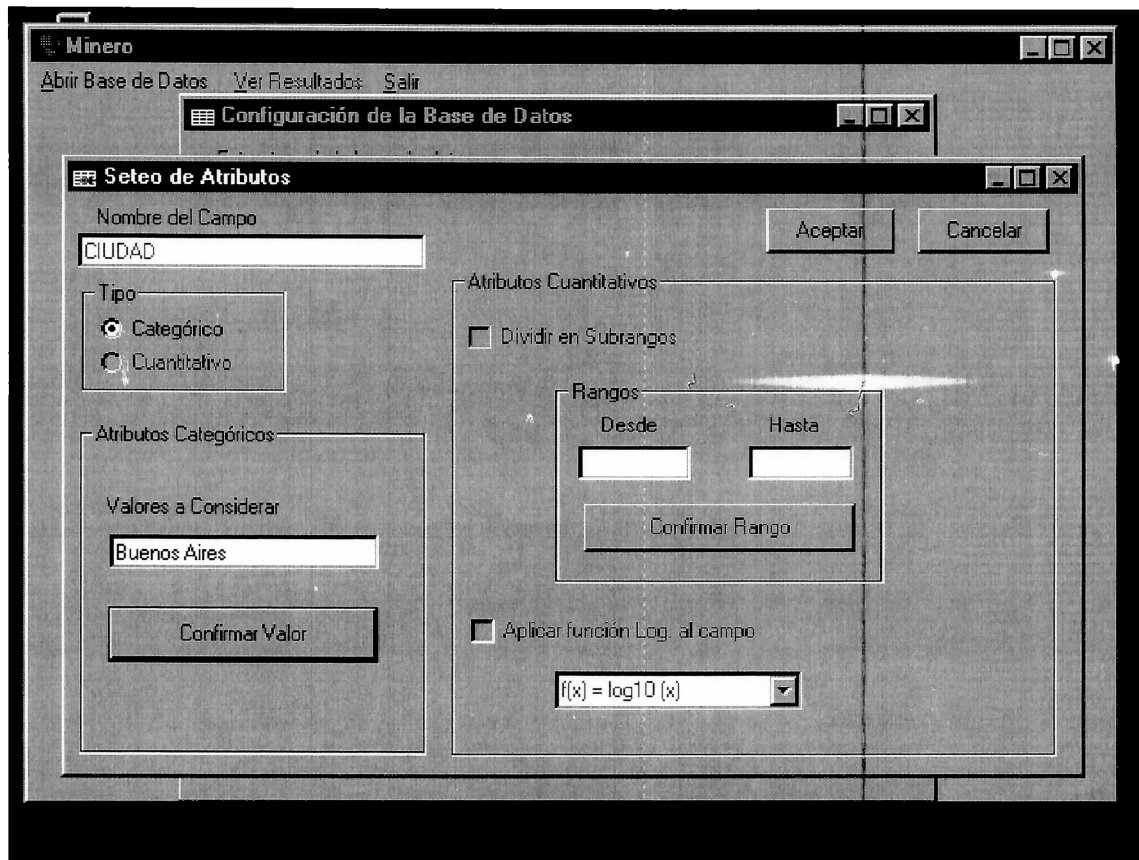 Minero
Abrir Base de Datos Ver Resultados Salir
Configuración de la Base de Datos
Seteo de Atributos
Nombre del Campo
CIUDAD
Aceptar
Cancelar
Tipo
Categórico
Cuantitativo
Atributos Categóricos
Valores a Considerar
Buenos Aires
Confirmar Valor
Atributos Cuantitativos
Dividir en Subrangos
Rangos
Desde Hasta
Confirmar Rango
Aplicar función Log. al campo
f(x) = log10 (x)